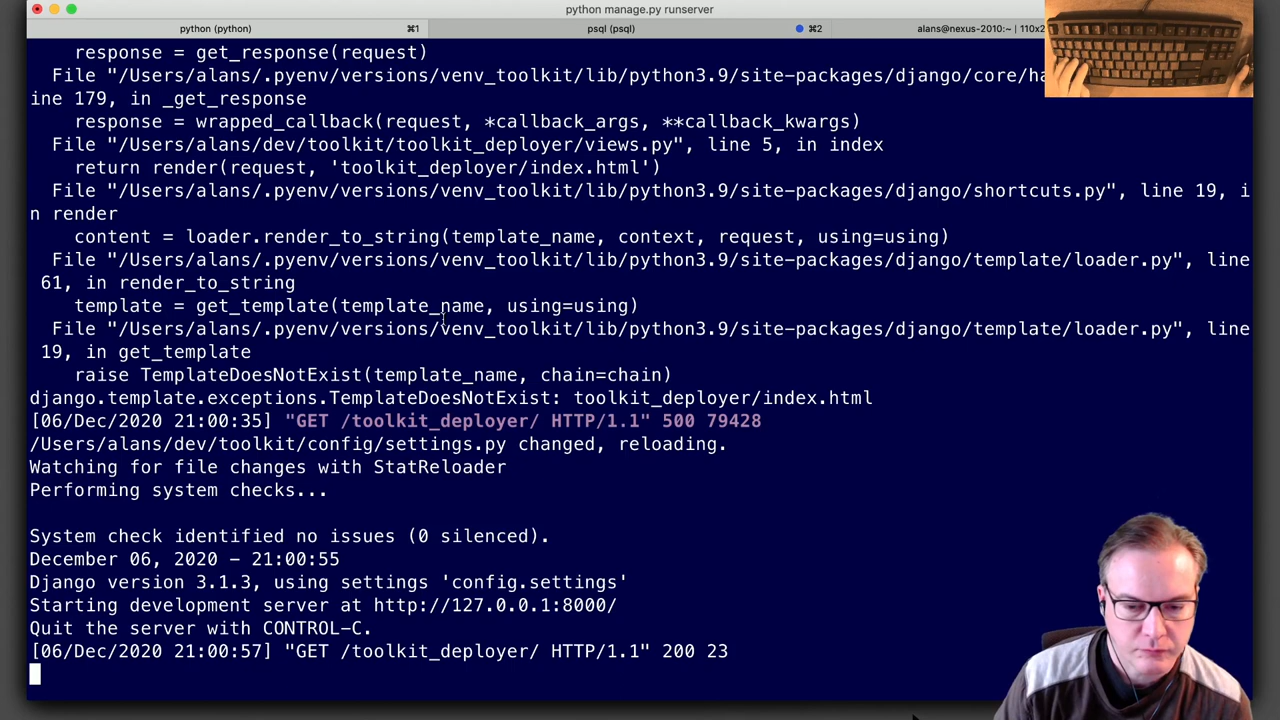 python manage.py runserver
python (python) ⌘1 psql (psql) ⌘2 alans@nexus-2010:~ | 110x2
response = get_response(request)
File "/Users/alans/.pyenv/versions/venv_toolkit/lib/python3.9/site-packages/django/core/ha
ine 179, in _get_response
response = wrapped_callback(request, *callback_args, **callback_kwargs)
File "/Users/alans/dev/toolkit/toolkit_deployer/views.py", line 5, in index
return render(request, 'toolkit_deployer/index.html')
File "/Users/alans/.pyenv/versions/venv_toolkit/lib/python3.9/site-packages/django/shortcuts.py", line 19, i
n render
content = loader.render_to_string(template_name, context, request, using=using)
File "/Users/alans/.pyenv/versions/venv_toolkit/lib/python3.9/site-packages/django/template/loader.py", line
61, in render_to_string
template = get_template(template_name, using=using)
File "/Users/alans/.pyenv/versions/venv_toolkit/lib/python3.9/site-packages/django/template/loader.py", line
19, in get_template
raise TemplateDoesNotExist(template_name, chain=chain)
django.template.exceptions.TemplateDoesNotExist: toolkit_deployer/index.html
[06/Dec/2020 21:00:35] "GET /toolkit_deployer/ HTTP/1.1" 500 79428
/Users/alans/dev/toolkit/config/settings.py changed, reloading.
Watching for file changes with StatReloader
Performing system checks...
System check identified no issues (0 silenced).
December 06, 2020 - 21:00:55
Django version 3.1.3, using settings 'config.settings'
Starting development server at http://127.0.0.1:8000/
Quit the server with CONTROL-C.
[06/Dec/2020 21:00:57] "GET /toolkit_deployer/ HTTP/1.1" 200 23